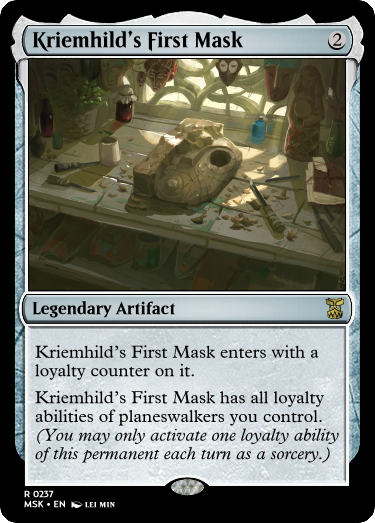 Kriemhild's First Mask 2
Legendary Artifact
Kriemhild's First Mask enters with a
loyalty counter on it.
Kriemhild's First Mask has all loyalty
abilities of planeswalkers you control.
(You may only activate one loyalty ability
of this permanent each turn as a sorcery.)
R 0237
MSK • EN LEI MIN